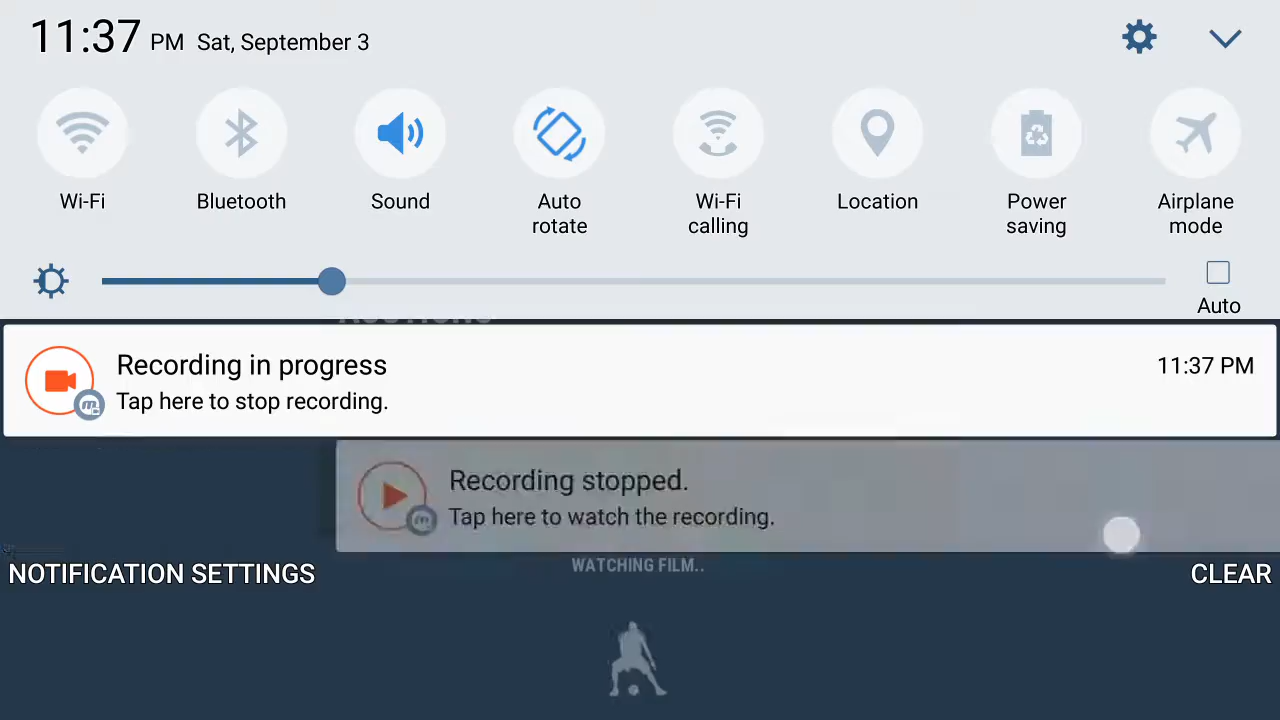 11:37 PM Sat, September 3
Wi-Fi
Bluetooth
Sound
Auto
rotate
Wi-Fi
calling
Location
Power
saving
Airplane
mode
Auto
Recording in progress
11:37 PM
Tap here to stop recording.
Recording stopped.
Tap here to watch the recording.
WATCHING FILM..
NOTIFICATION SETTINGS
CLEAR